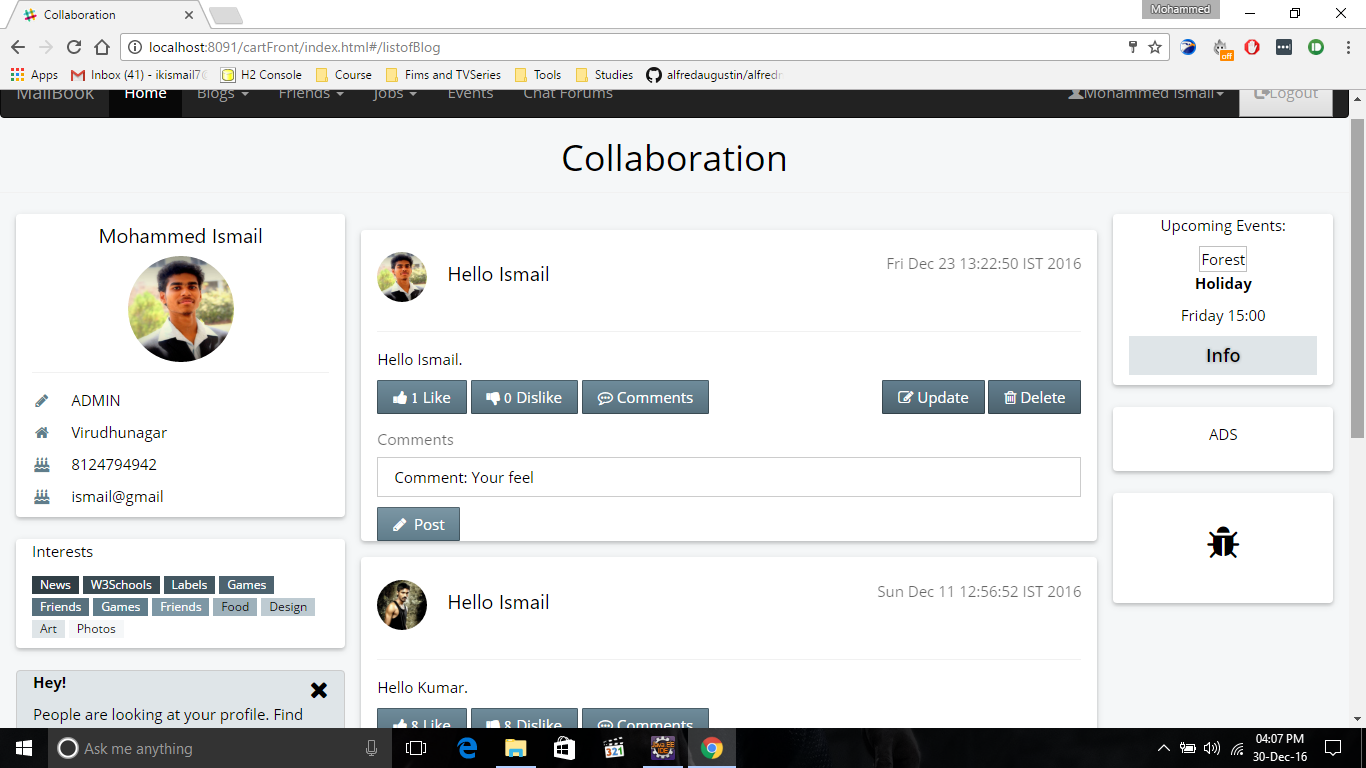 Collaboration
Mohammed
localhost:8091/cartFront/index.html#/listofBlog
Apps Inbox (41) - ikismail7 H2 Console Course Fims and TVSeries Tools Studies alfredaugustin/alfredr
off
MailBook Home Blogs Friends Jobs Events Chat Forums Mohammed Ismail Logout
Collaboration
Mohammed Ismail
ADMIN
Virudhunagar
8124794942
ismail@gmail
Interests
News W3Schools Labels Games
Friends Games Friends Food Design
Art Photos
Hey!
People are looking at your profile. Find
Hello Ismail
Fri Dec 23 13:22:50 IST 2016
Hello Ismail.
1 Like 0 Dislike Comments Update Delete
Comments
Comment: Your feel
Post
Hello Ismail
Sun Dec 11 12:56:52 IST 2016
Hello Kumar.
8 Like 8 Dislike Comments
Upcoming Events:
Forest
Holiday
Friday 15:00
Info
ADS
Ask me anything
321
04:07 PM
30-Dec-16